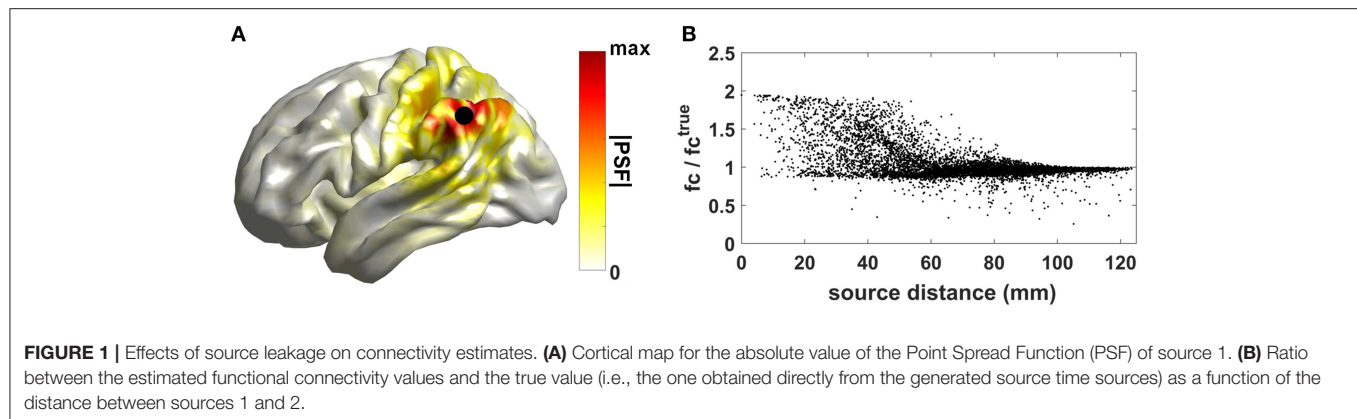 A
max
|PSF|
0
B
fc / fc^true
2.5
2
1.5
1
0.5
0
0 20 40 60 80 100 120
source distance (mm)
FIGURE 1 | Effects of source leakage on connectivity estimates. (A) Cortical map for the absolute value of the Point Spread Function (PSF) of source 1. (B) Ratio
between the estimated functional connectivity values and the true value (i.e., the one obtained directly from the generated source time sources) as a function of the
distance between sources 1 and 2.